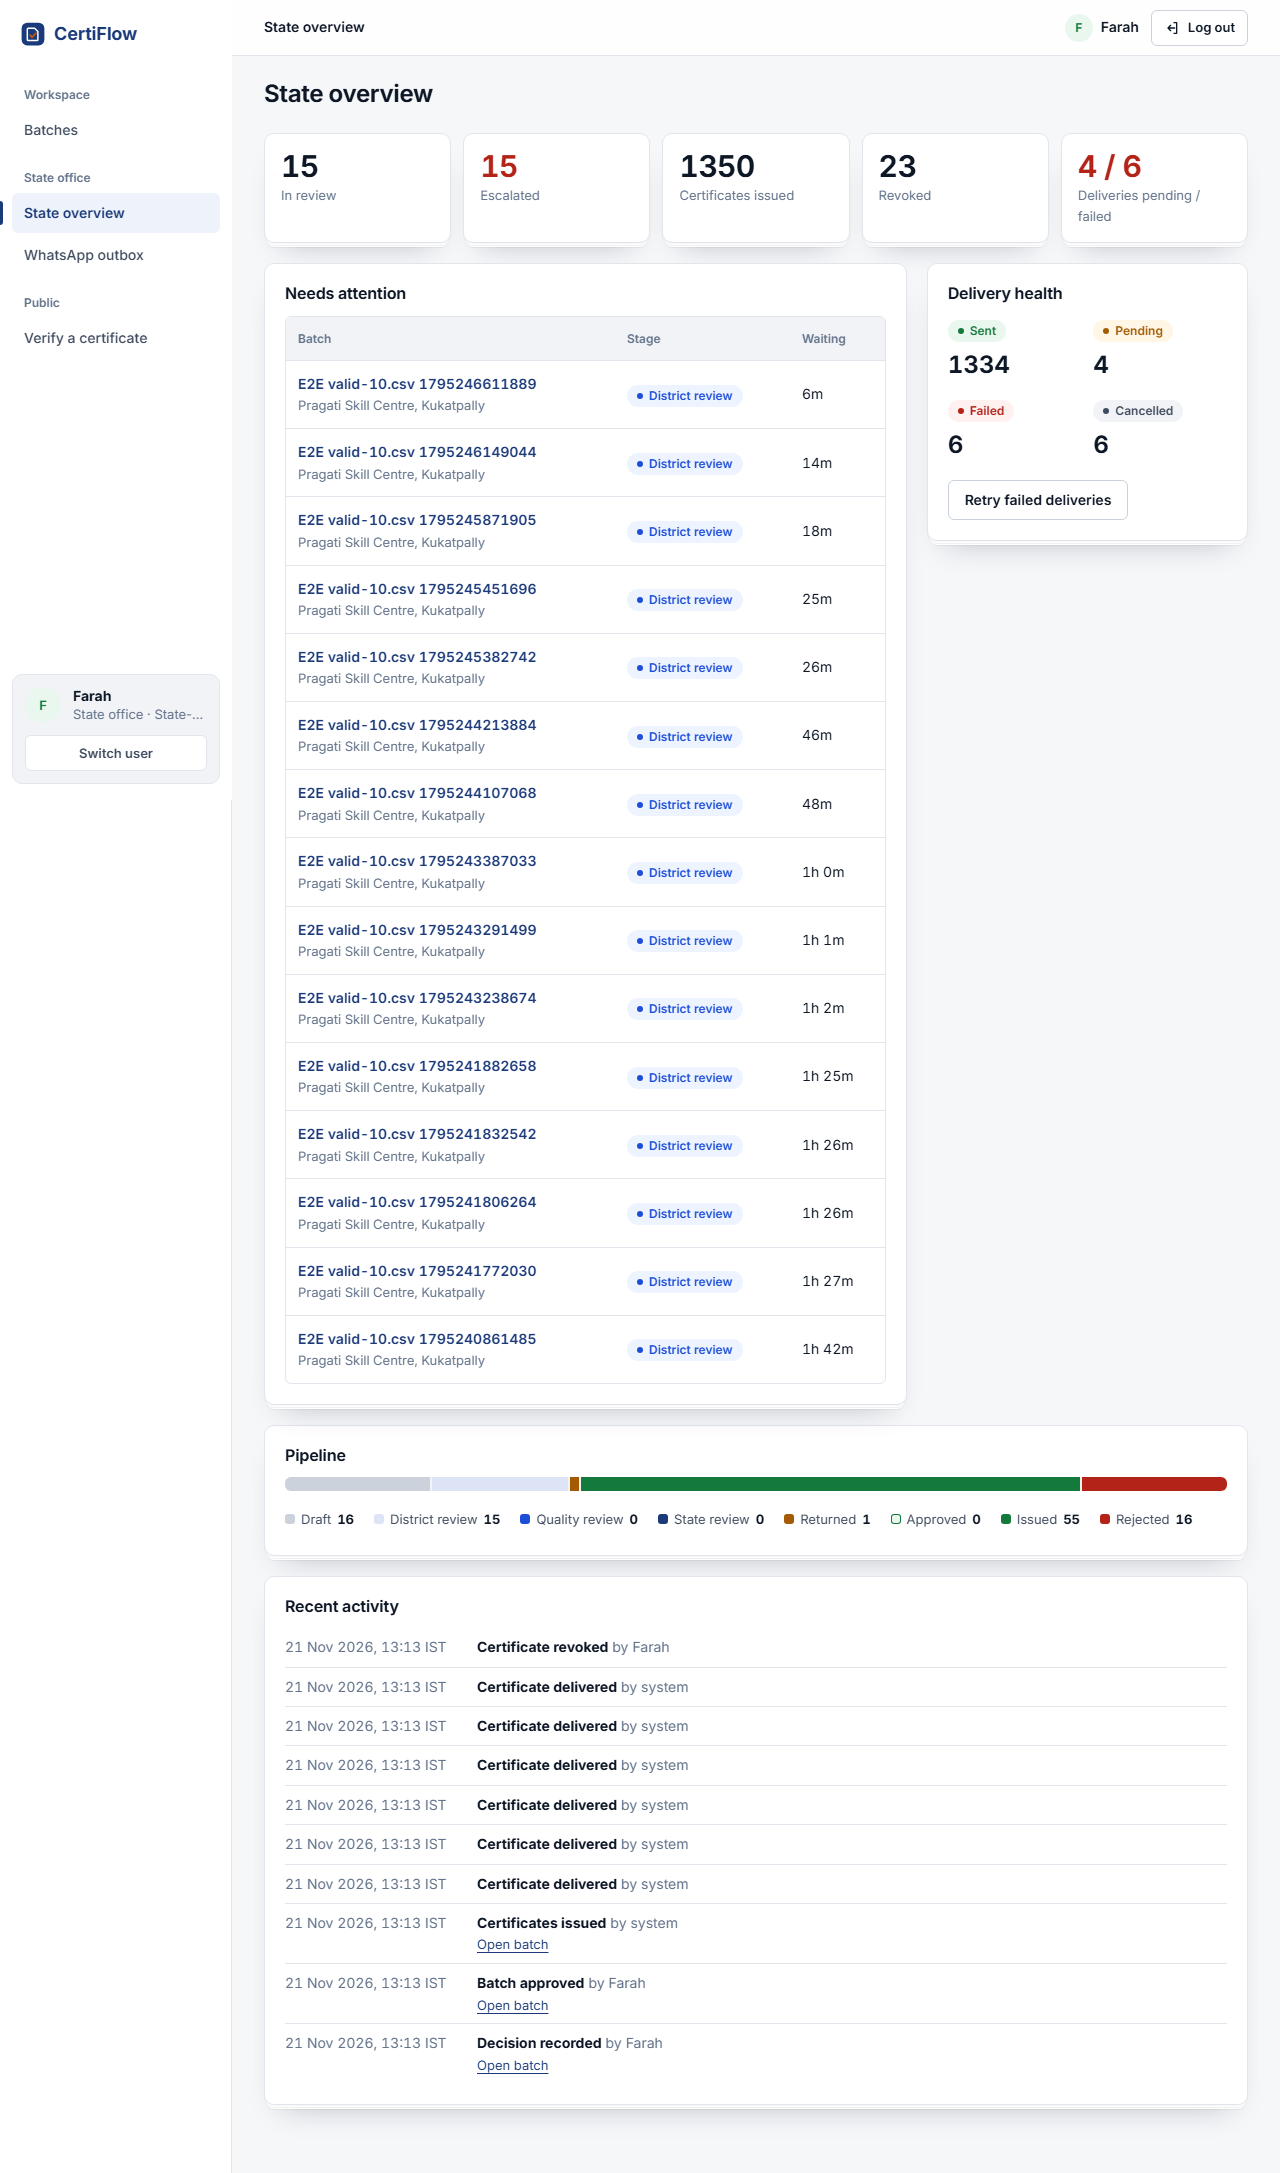 CertiFlow
Workspace
Batches
State office
State overview
WhatsApp outbox
Public
Verify a certificate
F
Farah
State office · State-...
Switch user
State overview
F
Farah
Log out
State overview
15
In review
15
Escalated
1350
Certificates issued
23
Revoked
4 / 6
Deliveries pending /
failed
Needs attention
Batch Stage Waiting
E2E valid-10.csv 1795246611889
Pragati Skill Centre, Kukatpally
District review
6m
E2E valid-10.csv 1795246149044
Pragati Skill Centre, Kukatpally
District review
14m
E2E valid-10.csv 1795245871905
Pragati Skill Centre, Kukatpally
District review
18m
E2E valid-10.csv 1795245451696
Pragati Skill Centre, Kukatpally
District review
25m
E2E valid-10.csv 1795245382742
Pragati Skill Centre, Kukatpally
District review
26m
E2E valid-10.csv 1795244213884
Pragati Skill Centre, Kukatpally
District review
46m
E2E valid-10.csv 1795244107068
Pragati Skill Centre, Kukatpally
District review
48m
E2E valid-10.csv 1795243387033
Pragati Skill Centre, Kukatpally
District review
1h 0m
E2E valid-10.csv 1795243291499
Pragati Skill Centre, Kukatpally
District review
1h 1m
E2E valid-10.csv 1795243238674
Pragati Skill Centre, Kukatpally
District review
1h 2m
E2E valid-10.csv 1795241882658
Pragati Skill Centre, Kukatpally
District review
1h 25m
E2E valid-10.csv 1795241832542
Pragati Skill Centre, Kukatpally
District review
1h 26m
E2E valid-10.csv 1795241806264
Pragati Skill Centre, Kukatpally
District review
1h 26m
E2E valid-10.csv 1795241772030
Pragati Skill Centre, Kukatpally
District review
1h 27m
E2E valid-10.csv 1795240861485
Pragati Skill Centre, Kukatpally
District review
1h 42m
Delivery health
Sent
1334
Pending
4
Failed
6
Cancelled
6
Retry failed deliveries
Pipeline
Draft 16 District review 15 Quality review 0 State review 0 Returned 1 Approved 0 Issued 55 Rejected 16
Recent activity
21 Nov 2026, 13:13 IST Certificate revoked by Farah
21 Nov 2026, 13:13 IST Certificate delivered by system
21 Nov 2026, 13:13 IST Certificate delivered by system
21 Nov 2026, 13:13 IST Certificate delivered by system
21 Nov 2026, 13:13 IST Certificate delivered by system
21 Nov 2026, 13:13 IST Certificate delivered by system
21 Nov 2026, 13:13 IST Certificate delivered by system
21 Nov 2026, 13:13 IST Certificates issued by system
Open batch
21 Nov 2026, 13:13 IST Batch approved by Farah
Open batch
21 Nov 2026, 13:13 IST Decision recorded by Farah
Open batch